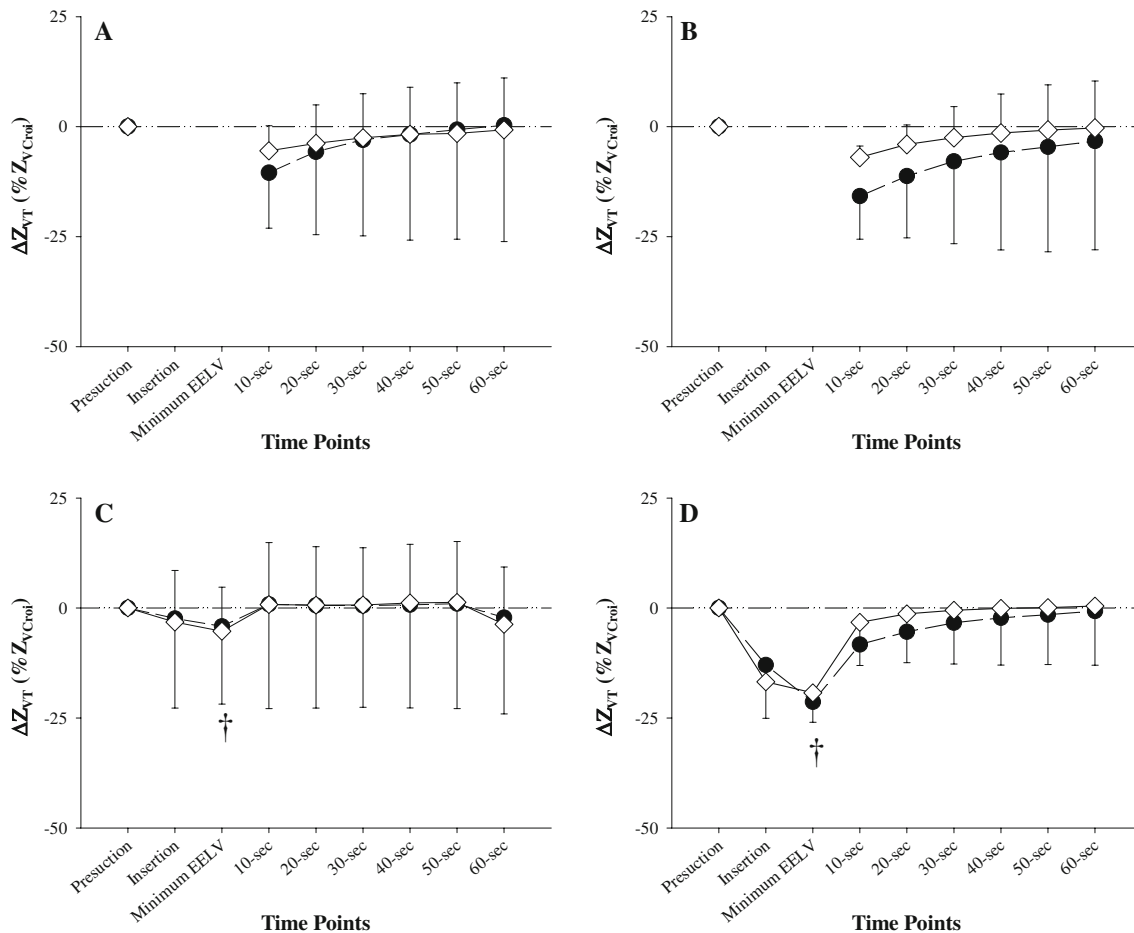 A
25
0
-25
-50
ΔZVT (%ZVCroi)
Presuction
Insertion
Minimum EELV
10-sec
20-sec
30-sec
40-sec
50-sec
60-sec
Time Points
B
25
0
-25
-50
ΔZVT (%ZVCroi)
Presuction
Insertion
Minimum EELV
10-sec
20-sec
30-sec
40-sec
50-sec
60-sec
Time Points
C
25
0
-25
-50
ΔZVT (%ZVCroi)
†
Presuction
Insertion
Minimum EELV
10-sec
20-sec
30-sec
40-sec
50-sec
60-sec
Time Points
D
25
0
-25
-50
ΔZVT (%ZVCroi)
†
Presuction
Insertion
Minimum EELV
10-sec
20-sec
30-sec
40-sec
50-sec
60-sec
Time Points